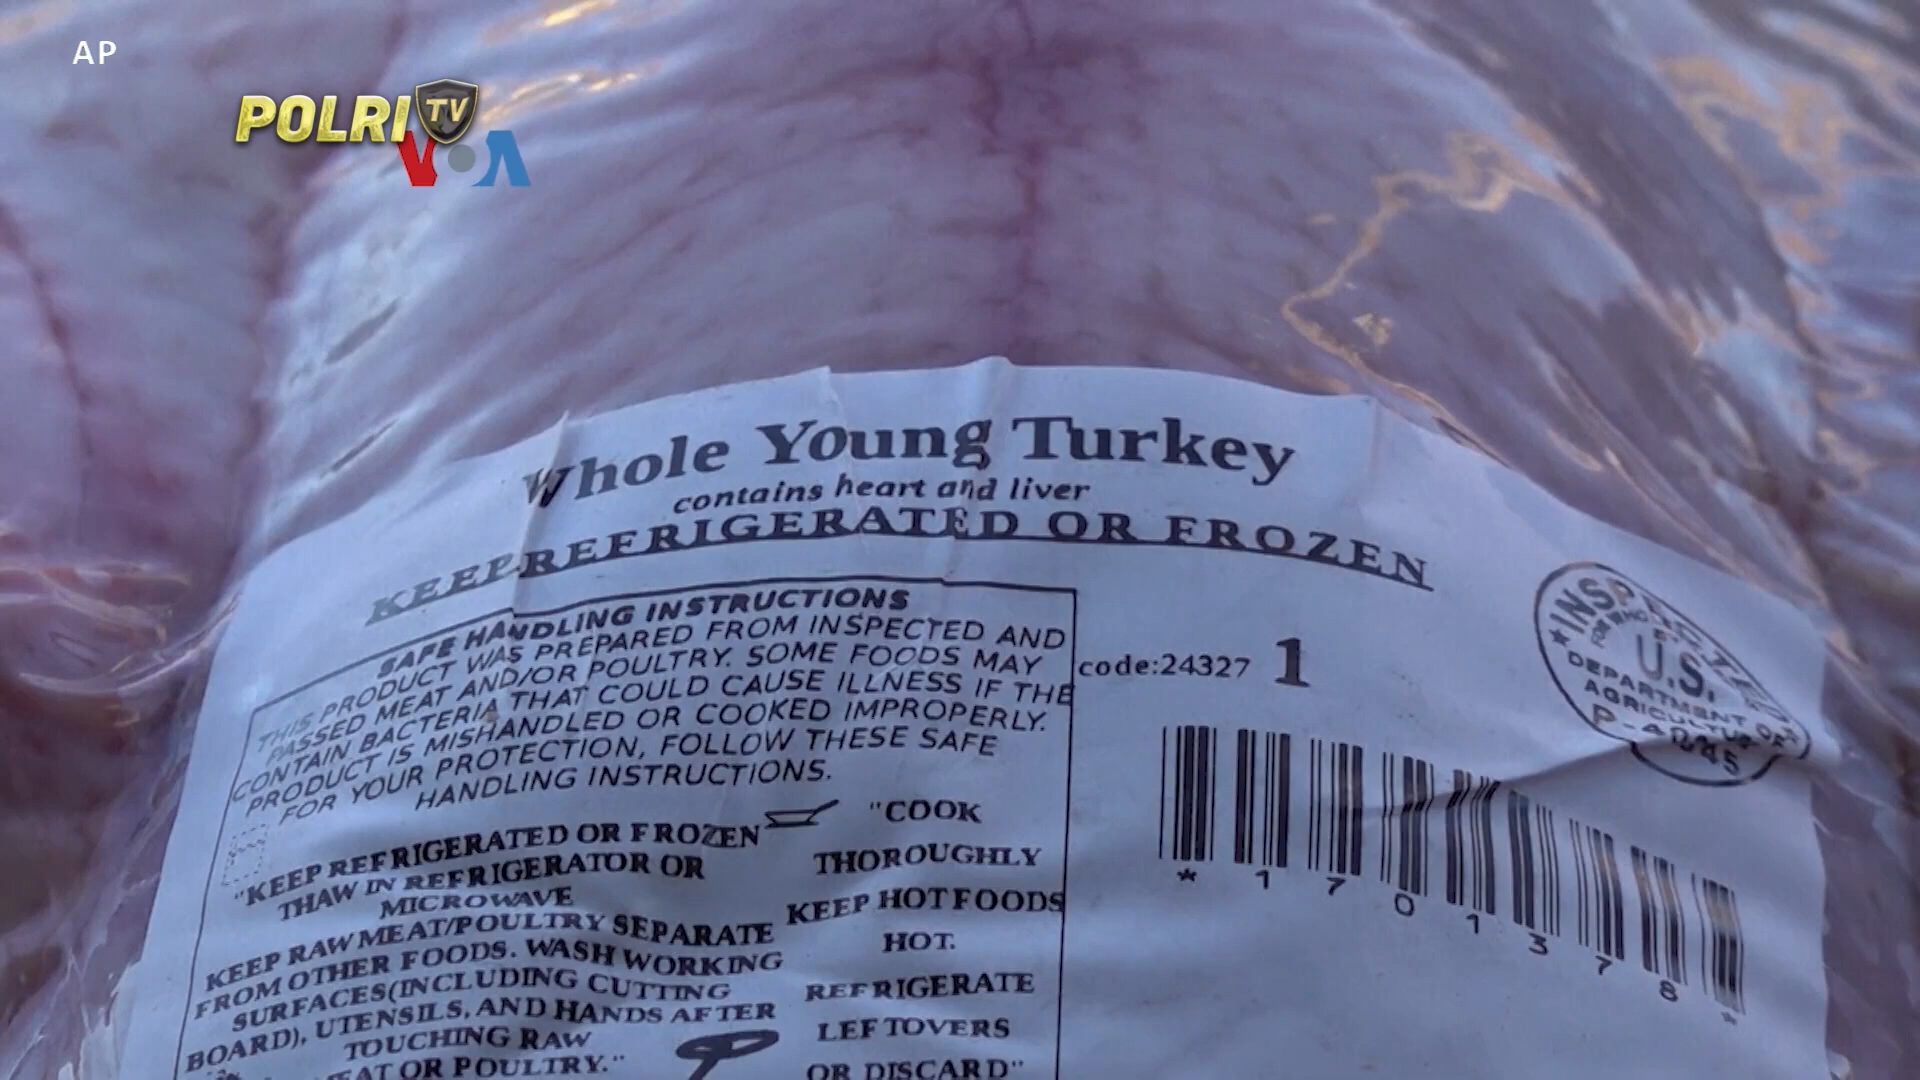 AP
POLRI TV
VOA
Whole Young Turkey
contains heart and liver
KEEP REFRIGERATED OR FROZEN
SAFE HANDLING INSTRUCTIONS
THIS PRODUCT WAS PREPARED FROM INSPECTED AND
PASSED MEAT AND/OR POULTRY. SOME FOODS MAY
CONTAIN BACTERIA THAT COULD CAUSE ILLNESS IF THE
PRODUCT IS MISHANDLED OR COOKED IMPROPERLY.
FOR YOUR PROTECTION, FOLLOW THESE SAFE
HANDLING INSTRUCTIONS.
"KEEP REFRIGERATED OR FROZEN
THAW IN REFRIGERATOR OR
MICROWAVE
KEEP RAW MEAT/POULTRY SEPARATE
FROM OTHER FOODS. WASH WORKING
SURFACES(INCLUDING CUTTING
BOARD), UTENSILS, AND HANDS AFTER
TOUCHING RAW
MEAT OR POULTRY."
"COOK
THOROUGHLY
KEEP HOT FOODS
HOT.
REFRIGERATE
LEFTOVERS
OR DISCARD"
code:24327 1
*1701378*
INSPECTED
U.S.
DEPARTMENT OF
AGRICULTURE